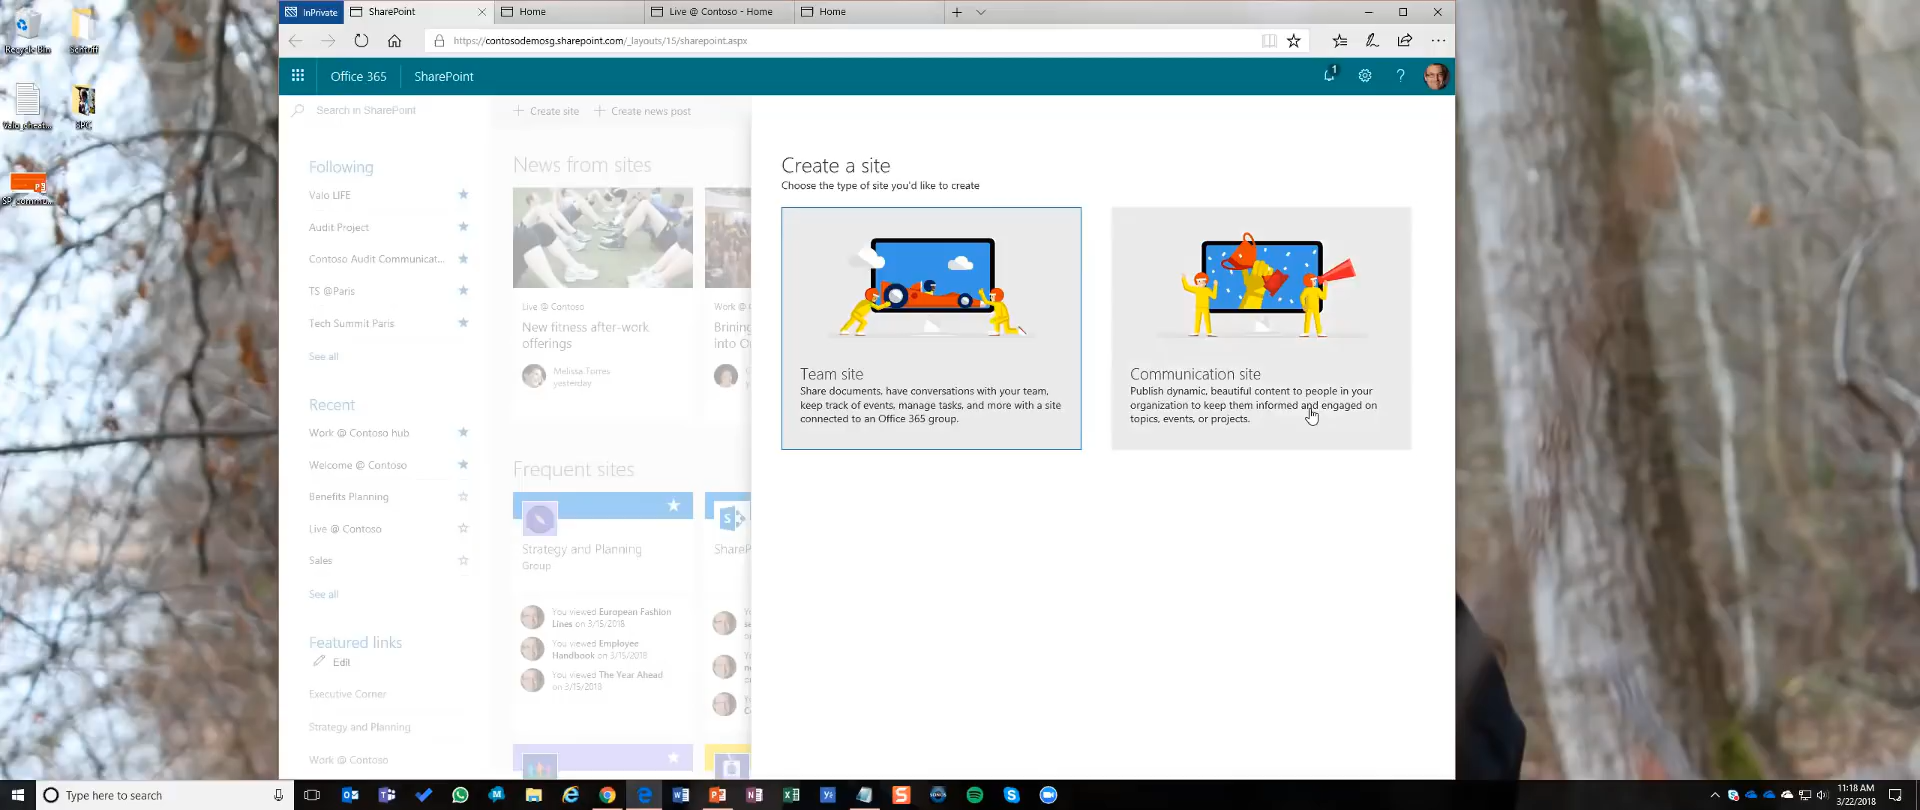 InPrivate
SharePoint
Home
Live @ Contoso - Home
Home
https://contosodemosg.sharepoint.com/_layouts/15/sharepoint.aspx
Office 365
SharePoint
1
?
Search in SharePoint
+ Create site
+ Create news post
Following
Valo LIFE
Audit Project
Contoso Audit Communicat...
TS @Paris
Tech Summit Paris
See all
Recent
Work @ Contoso hub
Welcome @ Contoso
Benefits Planning
Live @ Contoso
Sales
See all
Featured links
Edit
Executive Corner
Strategy and Planning
Work @ Contoso
News from sites
Live @ Contoso
New fitness after-work
offerings
Melissa Torres
yesterday
Work @
Brining
into Co
Frequent sites
Strategy and Planning
Group
You viewed European Fashion
Lines on 3/15/2018
You viewed Employee
Handbook on 3/15/2018
You viewed The Year Ahead
on 3/15/2018
ShareP
Create a site
Choose the type of site you'd like to create
Team site
Share documents, have conversations with your team,
keep track of events, manage tasks, and more with a site
connected to an Office 365 group.
Communication site
Publish dynamic, beautiful content to people in your
organization to keep them informed and engaged on
topics, events, or projects.
Recycle Bin
SPC
Type here to search
11:18 AM
3/22/2018